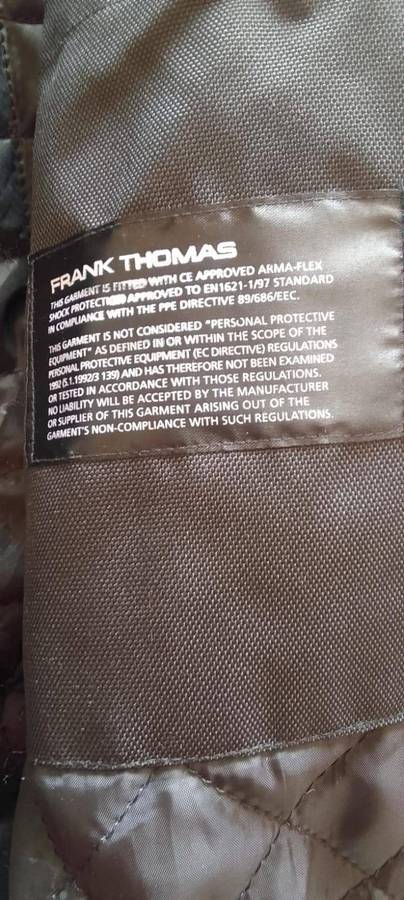 FRANK THOMAS
THIS GARMENT IS FITTED WITH CE APPROVED ARMA-FLEX
SHOCK PROTECTION APPROVED TO EN1621-1/97 STANDARD
IN COMPLIANCE WITH THE PPE DIRECTIVE 89/686/EEC.
THIS GARMENT IS NOT CONSIDERED "PERSONAL PROTECTIVE
EQUIPMENT" AS DEFINED IN OR WITHIN THE SCOPE OF THE
PERSONAL PROTECTIVE EQUIPMENT (EC DIRECTIVE) REGULATIONS
1992 (S.1.1992/3 139) AND HAS THEREFORE NOT BEEN EXAMINED
OR TESTED IN ACCORDANCE WITH THOSE REGULATIONS.
NO LIABILITY WILL BE ACCEPTED BY THE MANUFACTURER
OR SUPPLIER OF THIS GARMENT ARISING OUT OF THE
GARMENT'S NON-COMPLIANCE WITH SUCH REGULATIONS.